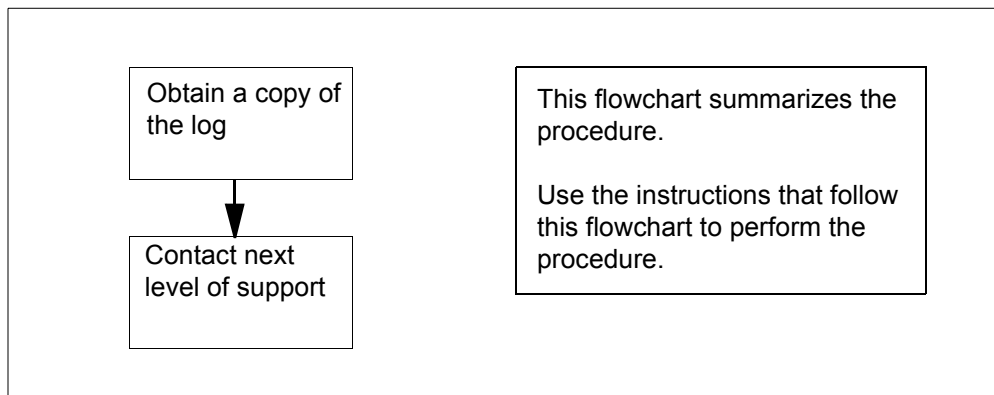 Obtain a copy of
the log
Contact next
level of support
This flowchart summarizes the
procedure.
Use the instructions that follow
this flowchart to perform the
procedure.